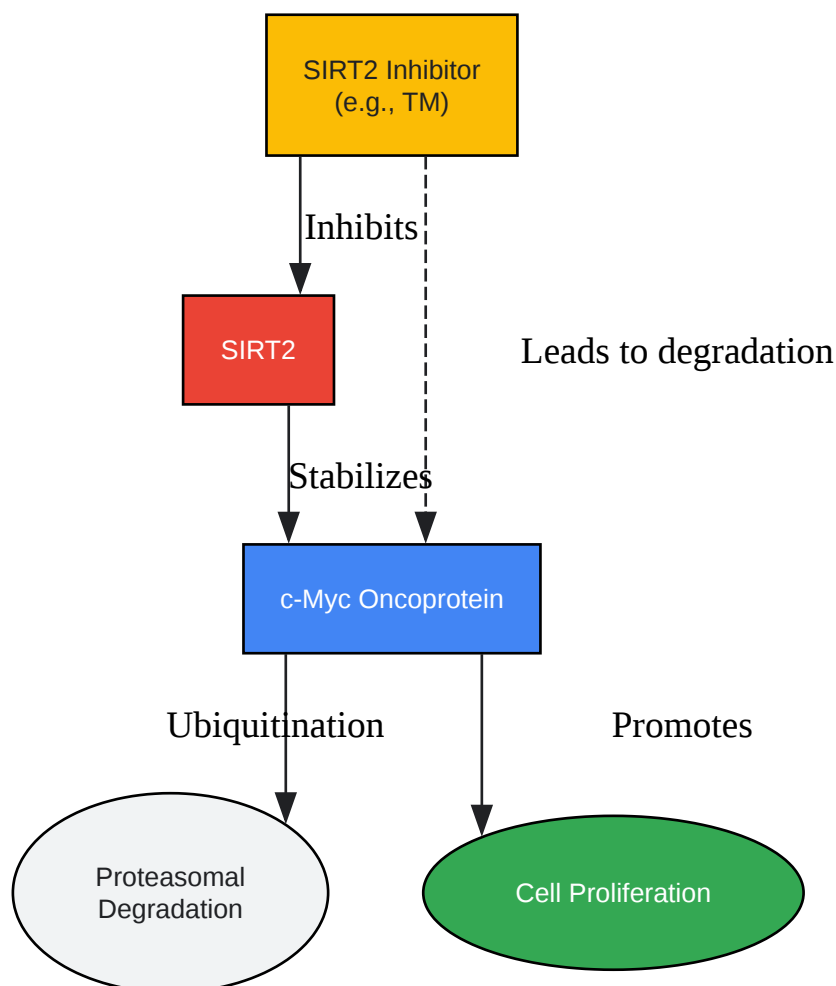 SIRT2 Inhibitor
(e.g., TM)
Inhibits
SIRT2
Leads to degradation
Stabilizes
c-Myc Oncoprotein
Ubiquitination
Promotes
Proteasomal
Degradation
Cell Proliferation